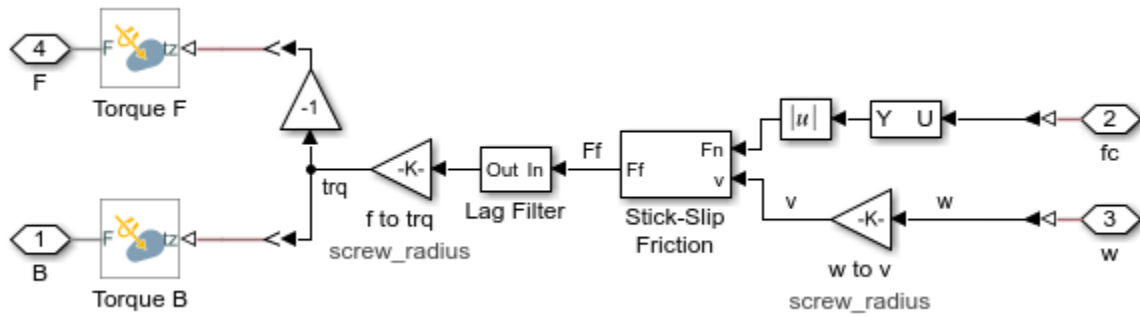 4
F
F
tz
Torque F
-1
trq
-K-
f to trq
screw_radius
Out In
Lag Filter
Ff
Ff
Fn
v
Stick-Slip
Friction
|u|
Y U
2
fc
v
-K-
w to v
screw_radius
w
3
w
1
B
F
tz
Torque B